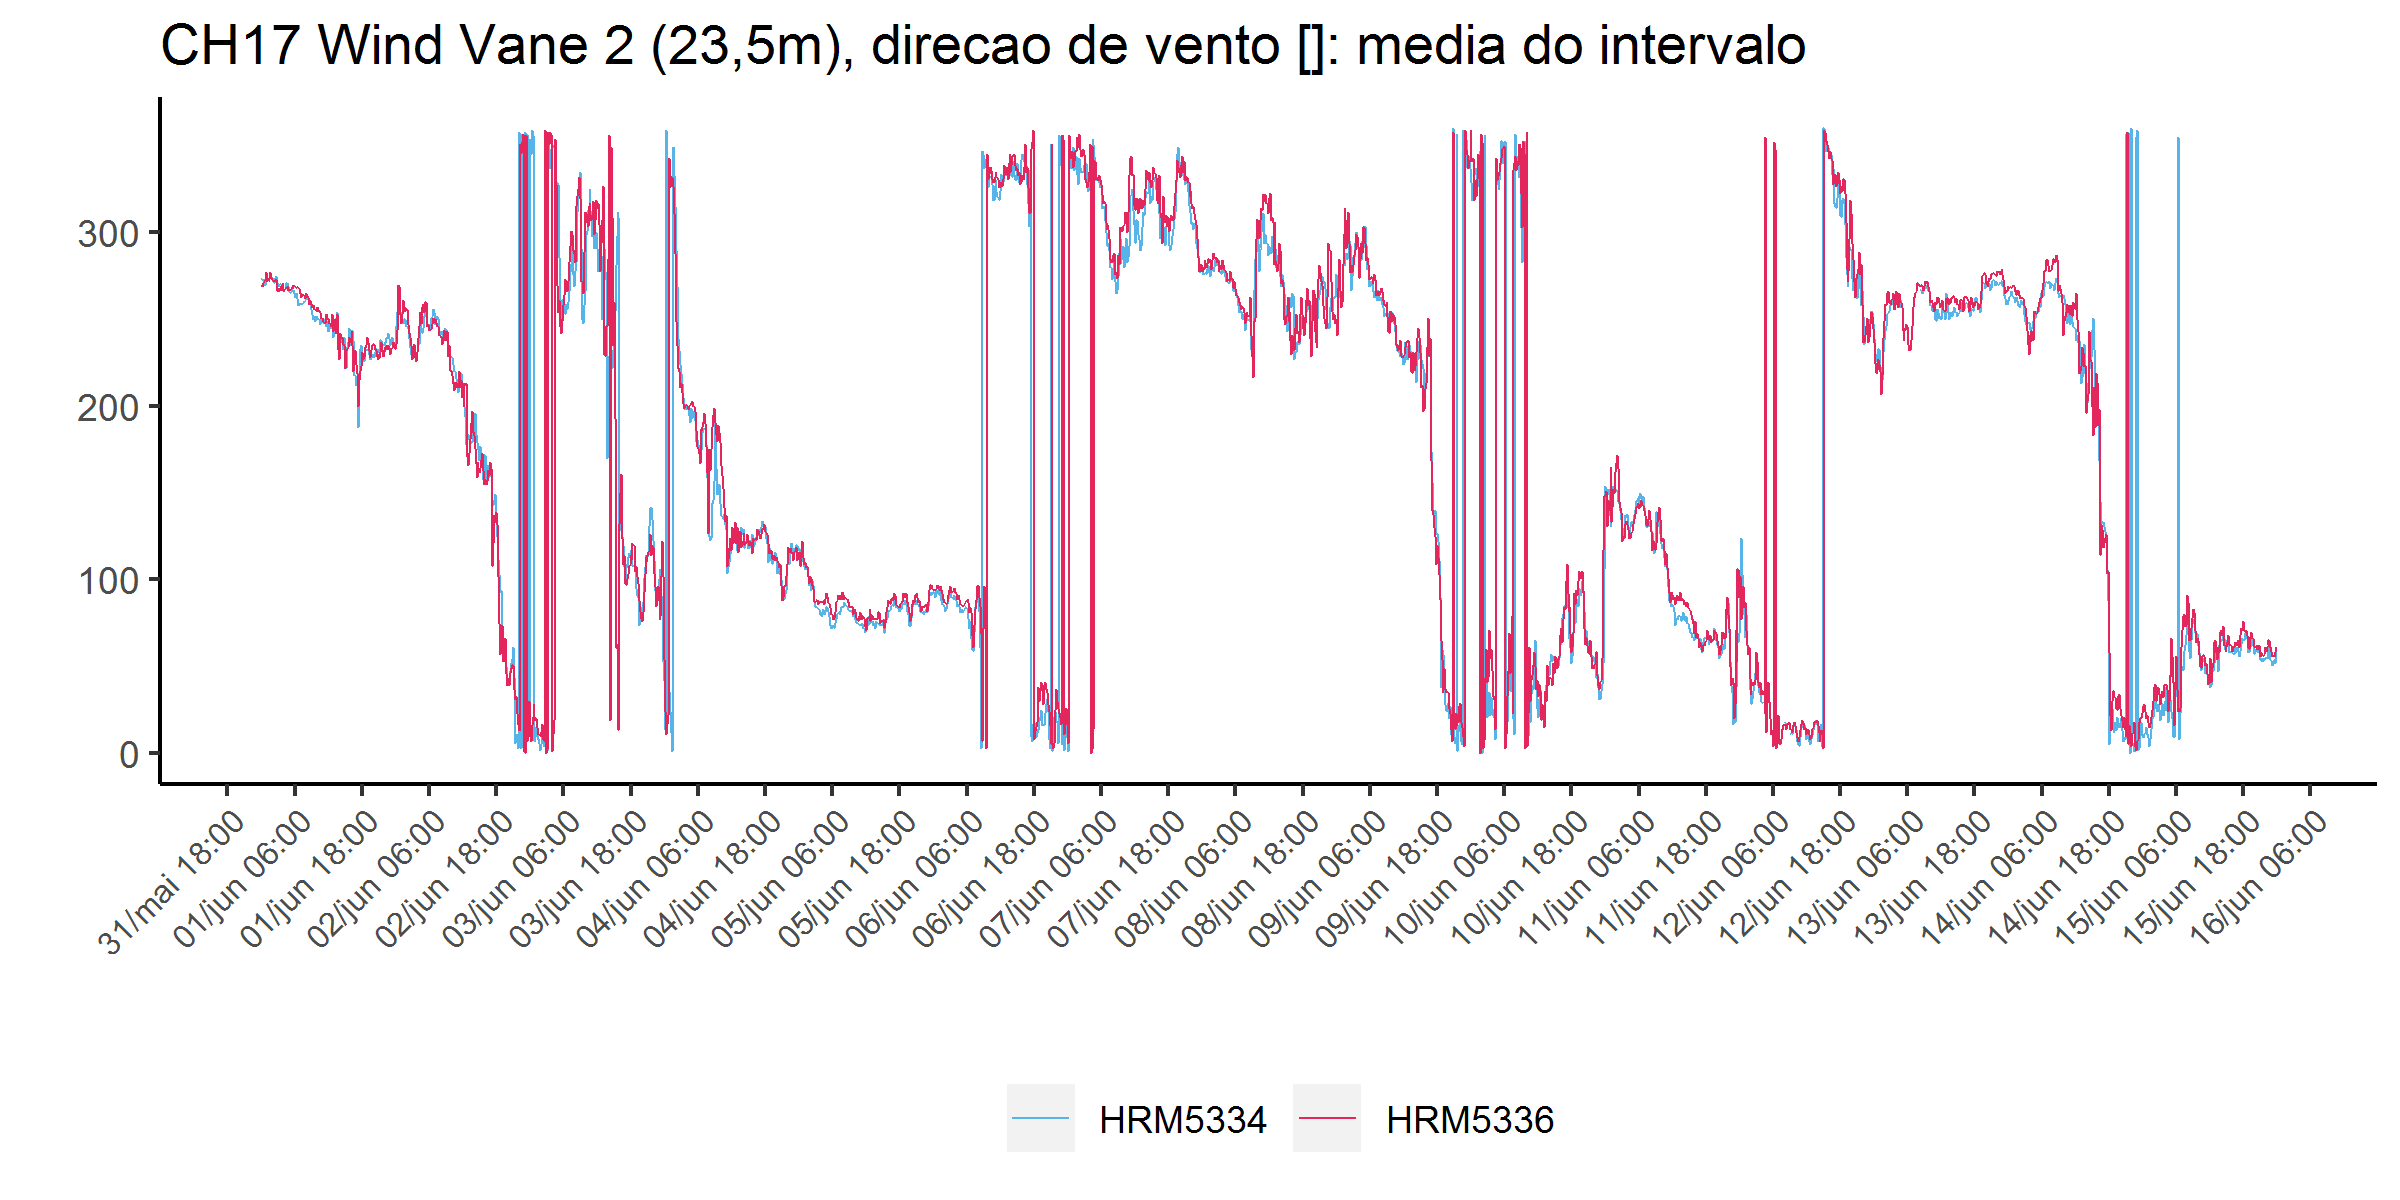 CH17 Wind Vane 2 (23,5m), direcao de vento []: media do intervalo
300
200
100
0
31/mai 18:00
01/jun 06:00
01/jun 18:00
02/jun 06:00
02/jun 18:00
03/jun 06:00
03/jun 18:00
04/jun 06:00
04/jun 18:00
05/jun 06:00
05/jun 18:00
06/jun 06:00
06/jun 18:00
07/jun 06:00
07/jun 18:00
08/jun 06:00
08/jun 18:00
09/jun 06:00
09/jun 18:00
10/jun 06:00
10/jun 18:00
11/jun 06:00
11/jun 18:00
12/jun 06:00
12/jun 18:00
13/jun 06:00
13/jun 18:00
14/jun 06:00
14/jun 18:00
15/jun 06:00
15/jun 18:00
16/jun 06:00
HRM5334
HRM5336